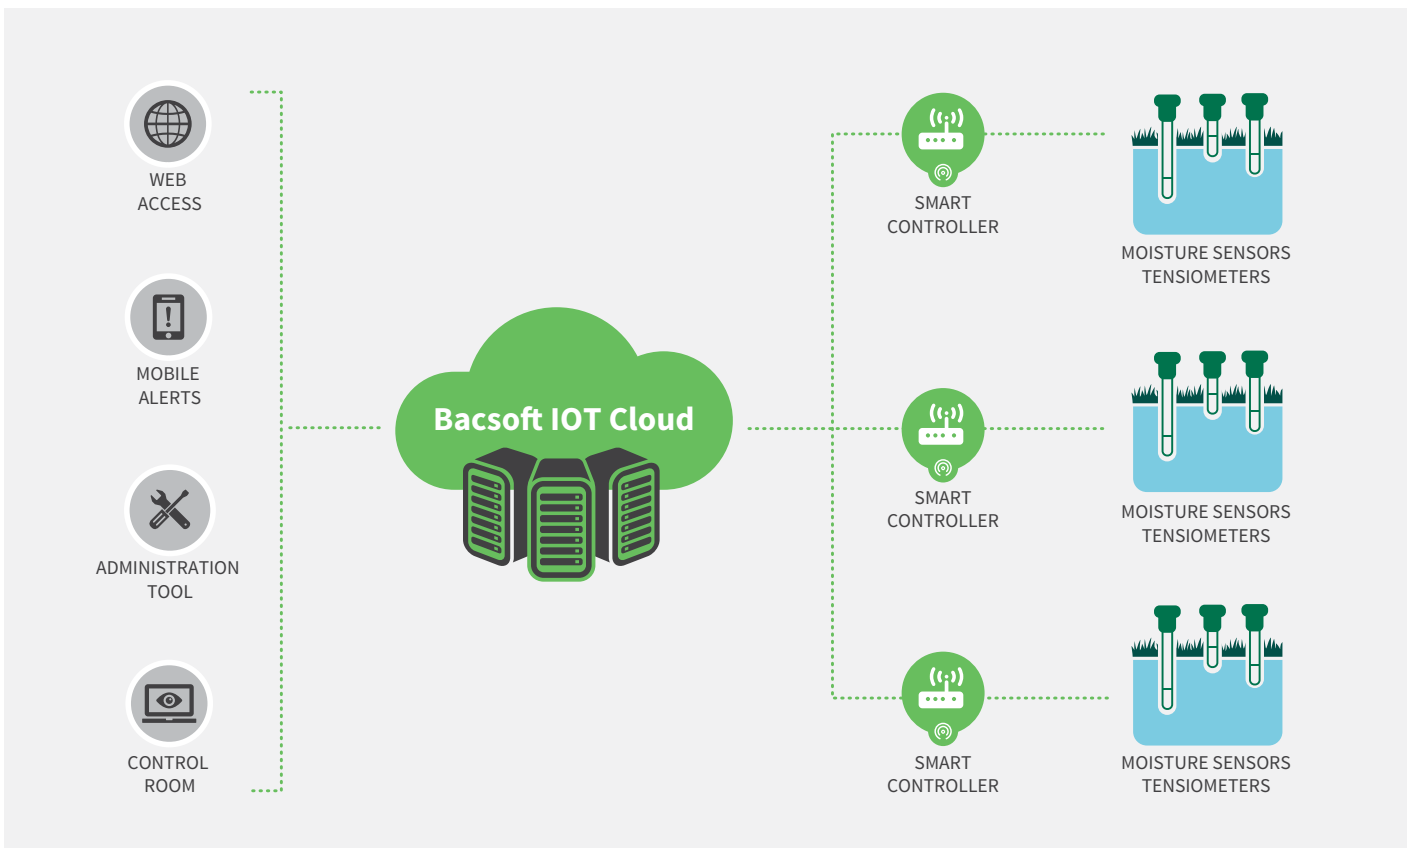 WEB
ACCESS
MOBILE
ALERTS
ADMINISTRATION
TOOL
CONTROL
ROOM
Bacsoft IOT Cloud
SMART
CONTROLLER
MOISTURE SENSORS
TENSIOMETERS
SMART
CONTROLLER
MOISTURE SENSORS
TENSIOMETERS
SMART
CONTROLLER
MOISTURE SENSORS
TENSIOMETERS